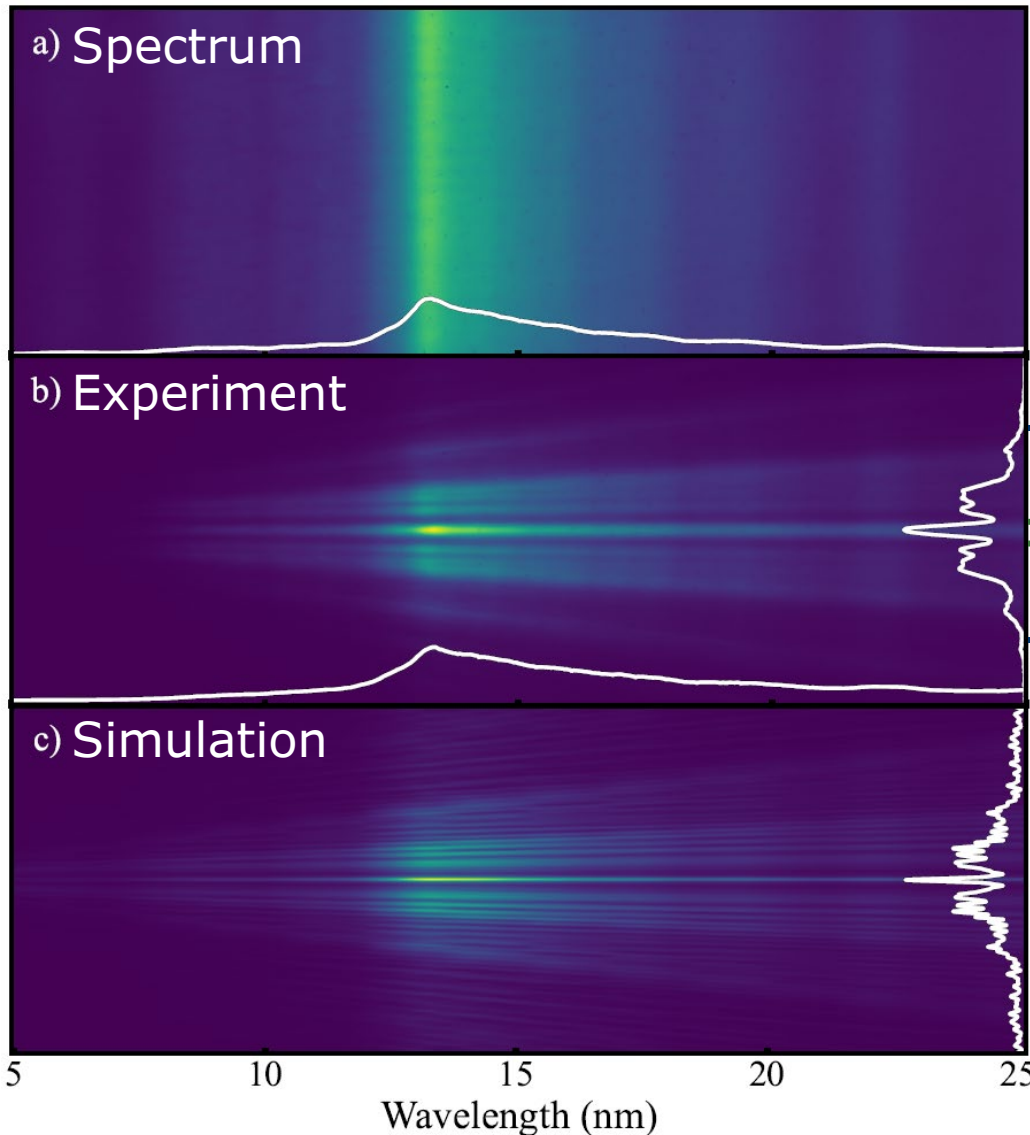 a) Spectrum
b) Experiment
c) Simulation
5 10 15 20 25
Wavelength (nm)